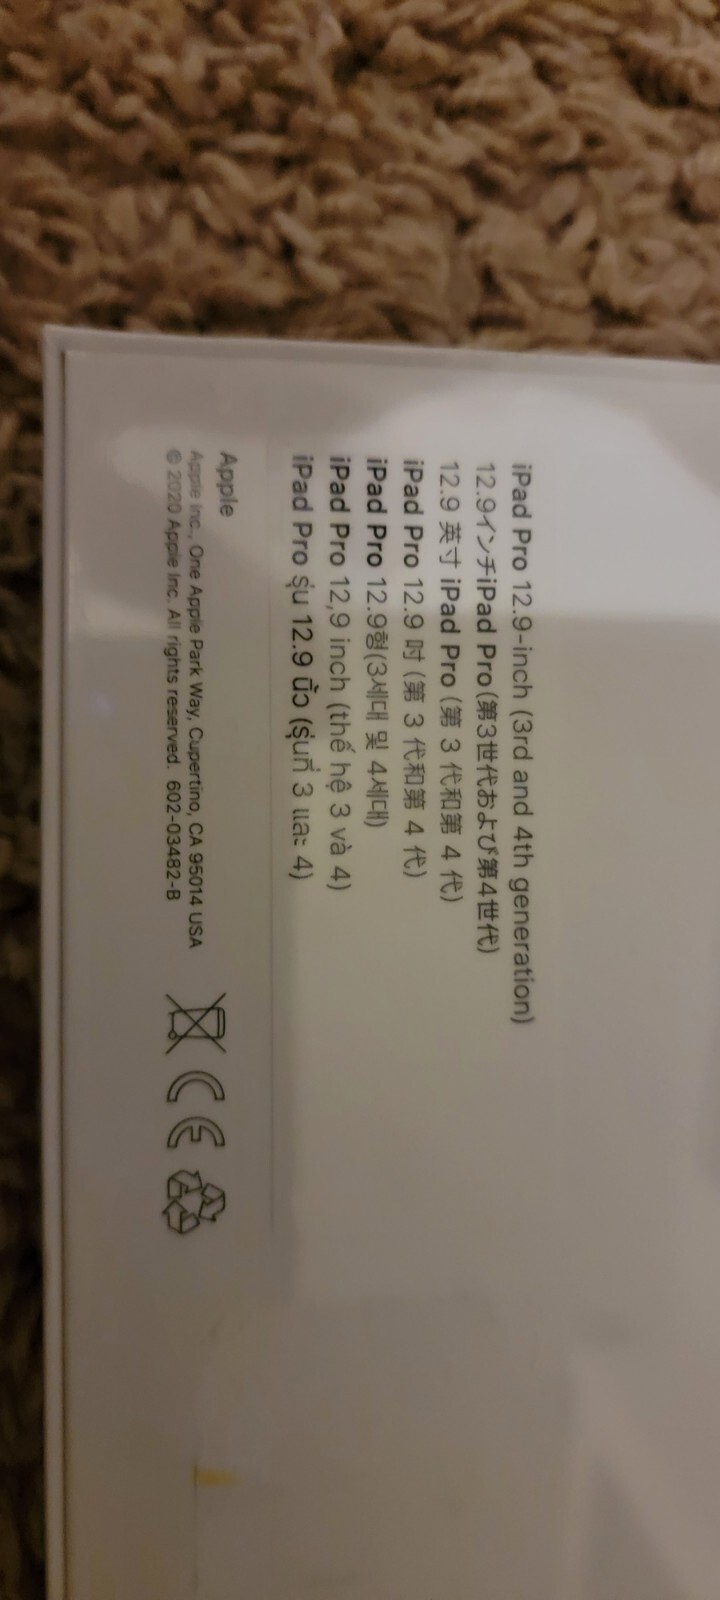 iPad Pro 12.9-inch (3rd and 4th generation)
12.9インチiPad Pro(第3世代および第4世代)
12.9 英寸 iPad Pro (第 3 代和第 4 代)
iPad Pro 12.9 吋 (第 3 代和第 4 代)
iPad Pro 12.9형(3세대 및 4세대)
iPad Pro 12,9 inch (thế hệ 3 và 4)
iPad Pro รุ่น 12.9 นิ้ว (รุ่นที่ 3 และ 4)
Apple
Apple Inc., One Apple Park Way, Cupertino, CA 95014 USA
© 2020 Apple Inc. All rights reserved. 602-03482-B
CE